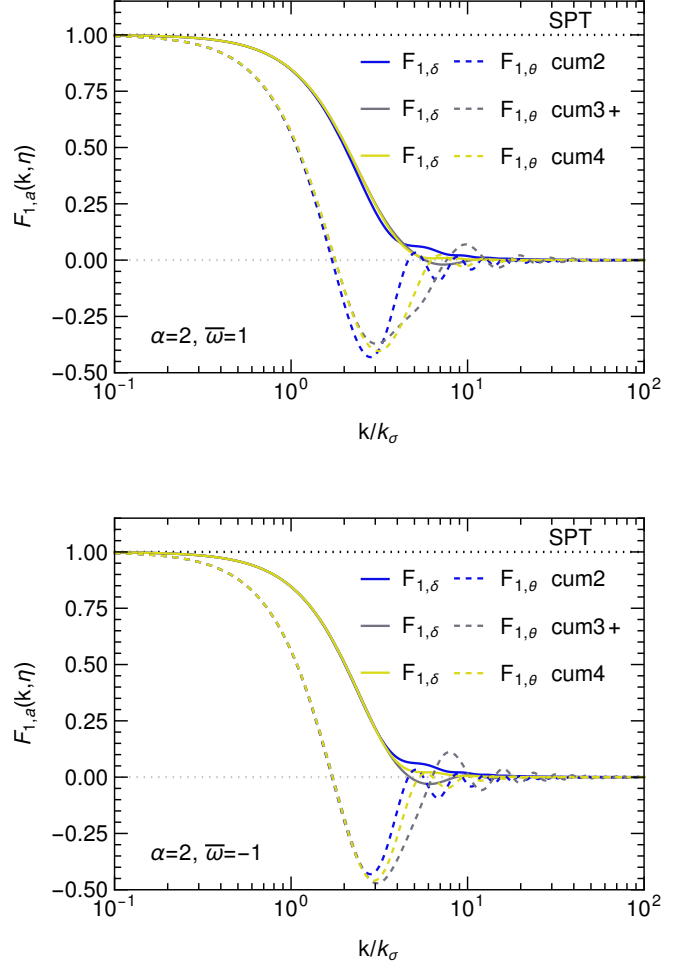 SPT
1.00
0.75
0.50
0.25
0.00
−0.25
−0.50
F1,a(k,η)
F1,δ F1,θ cum2
F1,δ F1,θ cum3+
F1,δ F1,θ cum4
α=2, ω̅=1
10⁻¹ 10⁰ 10¹ 10²
k/kσ
SPT
1.00
0.75
0.50
0.25
0.00
−0.25
−0.50
F1,a(k,η)
F1,δ F1,θ cum2
F1,δ F1,θ cum3+
F1,δ F1,θ cum4
α=2, ω̅=−1
10⁻¹ 10⁰ 10¹ 10²
k/kσ